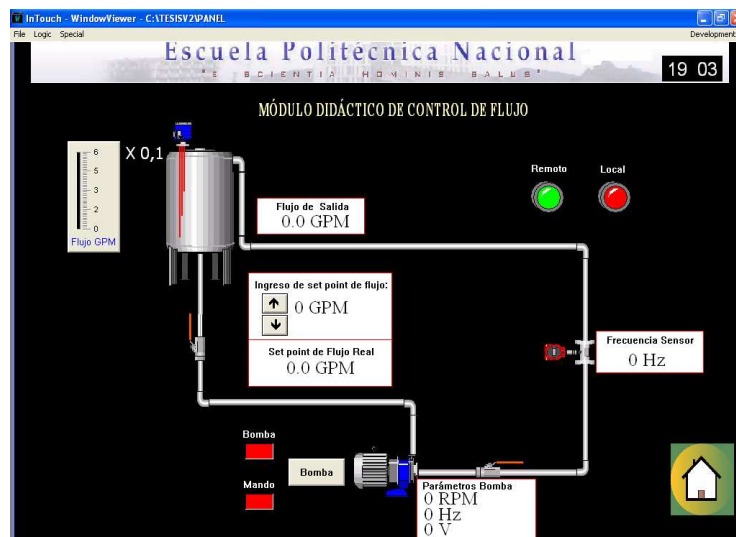 InTouch - WindowViewer - C:\TESISV2\PANEL
File Logic Special
Development
Escuela Politécnica Nacional
"E SCIENTIA HOMINIS SALUS"
19 03
MÓDULO DIDÁCTICO DE CONTROL DE FLUJO
X 0,1
6
5
3
2
0
Flujo GPM
Remoto
Local
Flujo de Salida
0.0 GPM
Ingreso de set point de flujo:
0 GPM
Set point de Flujo Real
0.0 GPM
Frecuencia Sensor
0 Hz
Bomba
Bomba
Mando
Parámetros Bomba
0 RPM
0 Hz
0 V